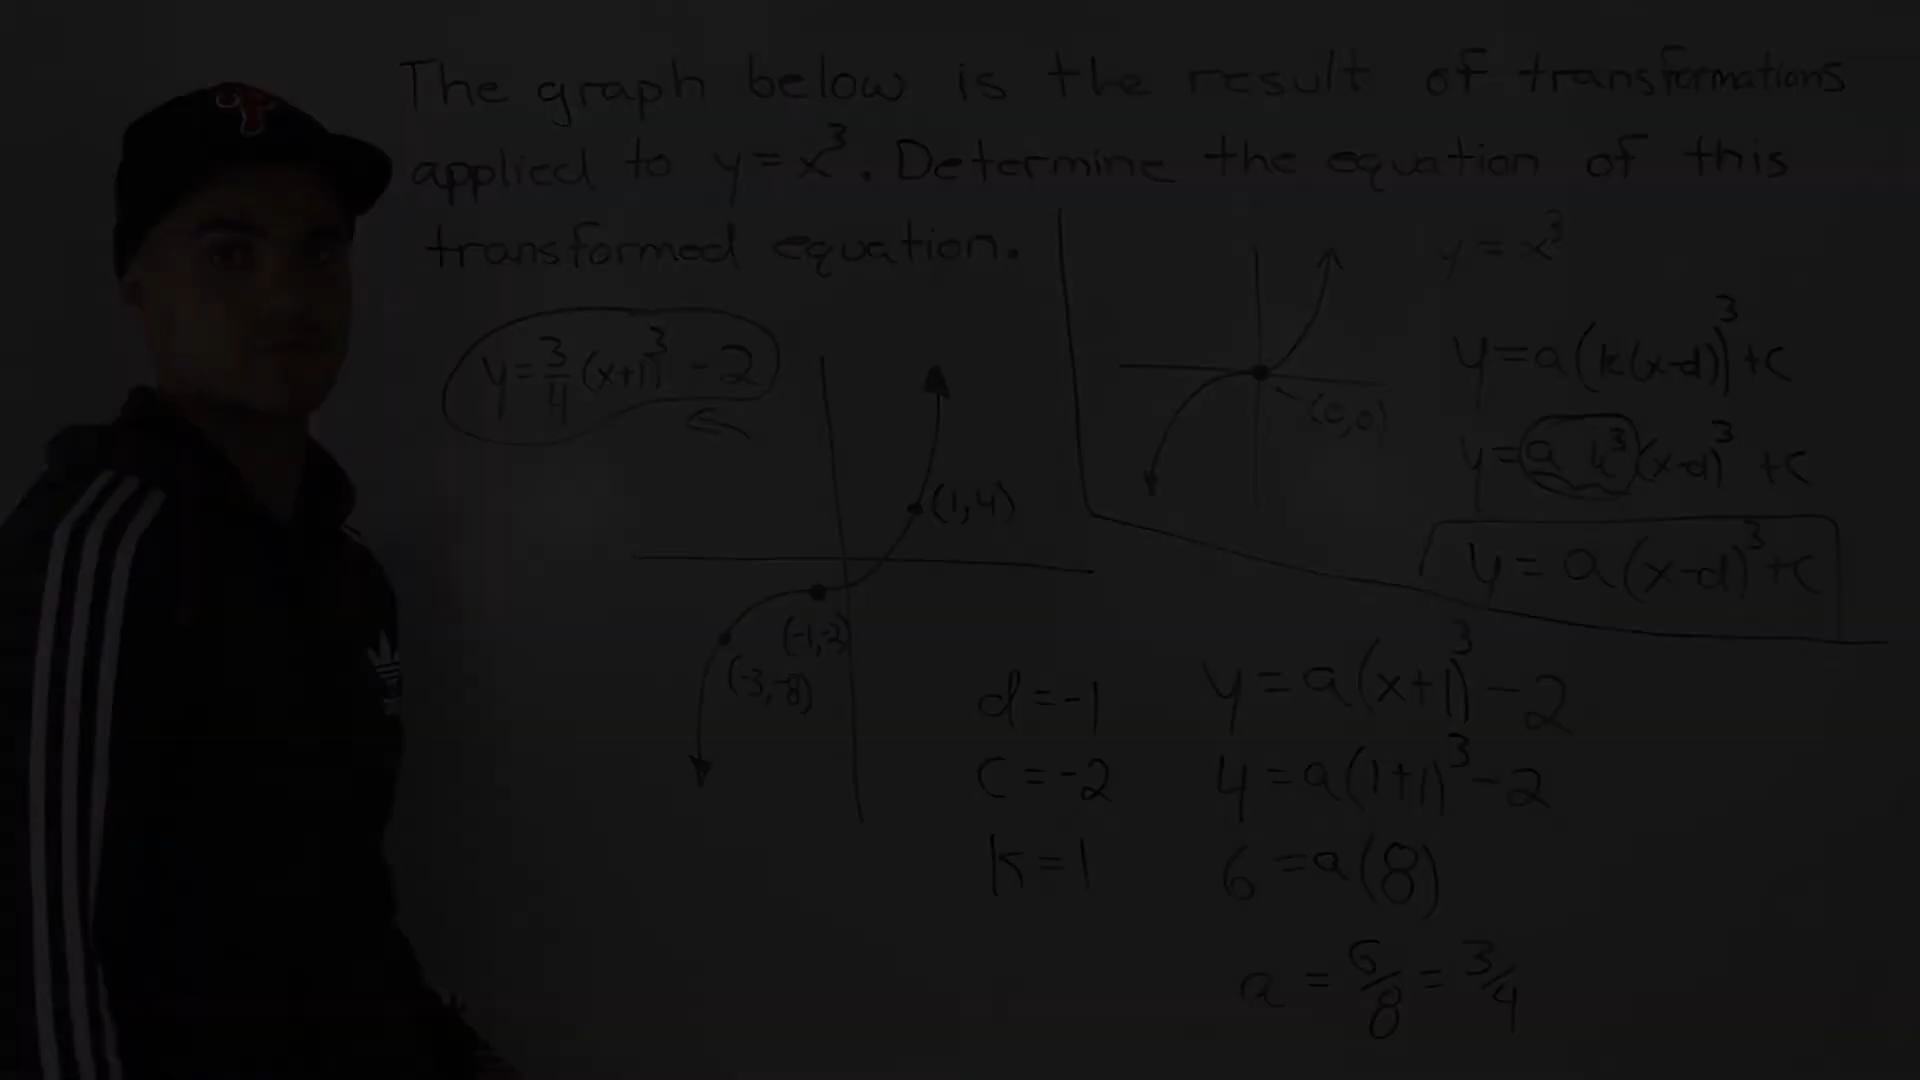 The graph below is the result of transformations
applied to y = x³. Determine the equation of this
transformed equation.
y = 3/4 (x+1)³ - 2
(1,4)
(-1,-2)
(-3,-8)
y = x³
(0,0)
y = a(k(x-d))³ + c
y = a k³(x-d)³ + c
y = a(x-d)³ + c
d = -1
c = -2
k = 1
y = a(x+1)³ - 2
4 = a(1+1)³ - 2
6 = a(8)
a = 6/8 = 3/4